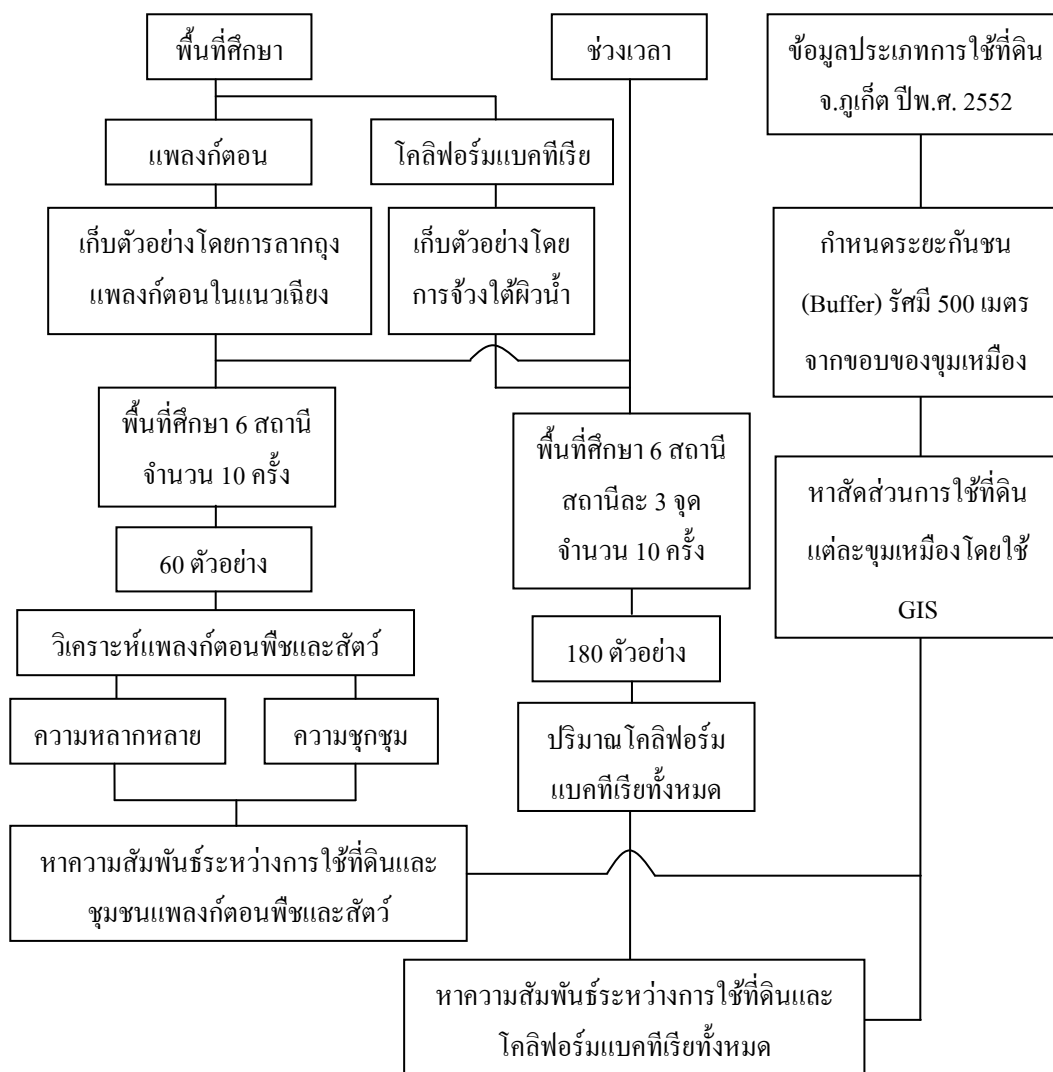 พื้นที่ศึกษา
ช่วงเวลา
ข้อมูลประเภทการใช้ที่ดิน
จ.ภูเก็ต ปีพ.ศ. 2552
แพลงก์ตอน
โคลิฟอร์มแบคทีเรีย
เก็บตัวอย่างโดยการลากถุง
แพลงก์ตอนในแนวเฉียง
เก็บตัวอย่างโดย
การจ้วงใต้ผิวน้ำ
กำหนดระยะกันชน
(Buffer) รัศมี 500 เมตร
จากขอบของขุมเหมือง
พื้นที่ศึกษา 6 สถานี
จำนวน 10 ครั้ง
พื้นที่ศึกษา 6 สถานี
สถานีละ 3 จุด
จำนวน 10 ครั้ง
หาสัดส่วนการใช้ที่ดิน
แต่ละขุมเหมืองโดยใช้
GIS
60 ตัวอย่าง
วิเคราะห์แพลงก์ตอนพืชและสัตว์
180 ตัวอย่าง
ความหลากหลาย
ความชุกชุม
ปริมาณโคลิฟอร์ม
แบคทีเรียทั้งหมด
หาความสัมพันธ์ระหว่างการใช้ที่ดินและ
ชุมชนแพลงก์ตอนพืชและสัตว์
หาความสัมพันธ์ระหว่างการใช้ที่ดินและ
โคลิฟอร์มแบคทีเรียทั้งหมด